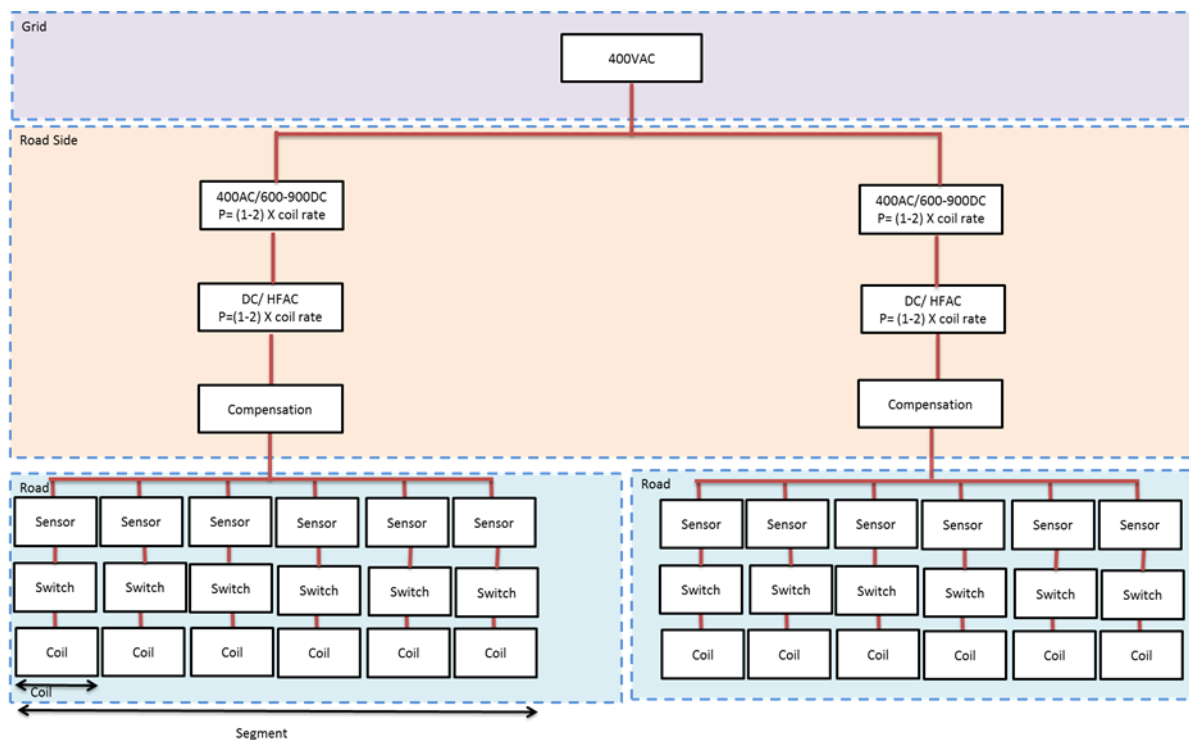 Grid
400VAC
Road Side
400AC/600-900DC
P= (1-2) X coil rate
400AC/600-900DC
P= (1-2) X coil rate
DC/ HFAC
P=(1-2) X coil rate
DC/ HFAC
P= (1-2) X coil rate
Compensation
Compensation
Road
Sensor Sensor Sensor Sensor Sensor Sensor
Switch Switch Switch Switch Switch Switch
Coil Coil Coil Coil Coil Coil
Coil
Segment
Road
Sensor Sensor Sensor Sensor Sensor Sensor
Switch Switch Switch Switch Switch Switch
Coil Coil Coil Coil Coil Coil